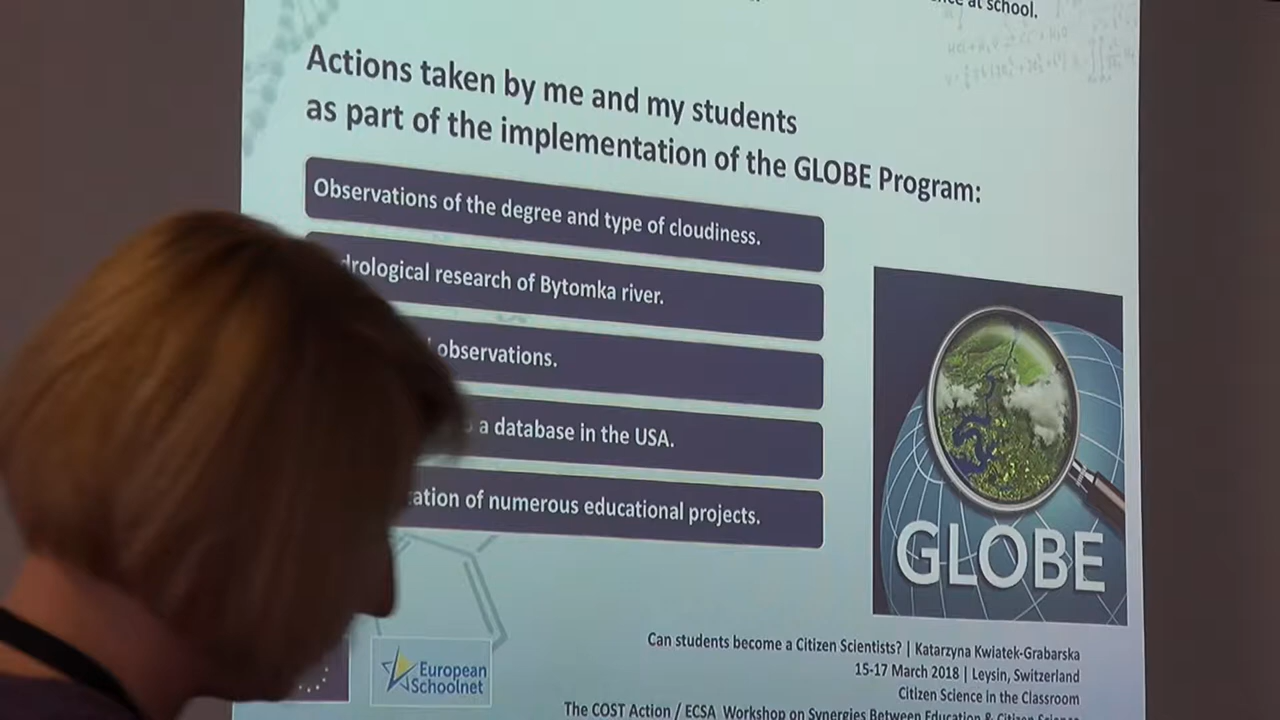 at school.
Actions taken by me and my students
as part of the implementation of the GLOBE Program:
Observations of the degree and type of cloudiness.
research of Bytomka river.
observations.
a database in the USA.
of numerous educational projects.
GLOBE
Can students become a Citizen Scientists? | Katarzyna Kwiatek-Grabarska
15-17 March 2018 | Leysin, Switzerland
Citizen Science in the Classroom
European
Schoolnet
The COST Action / ECSA Workshop on Synergies Between Education & Citizen Science